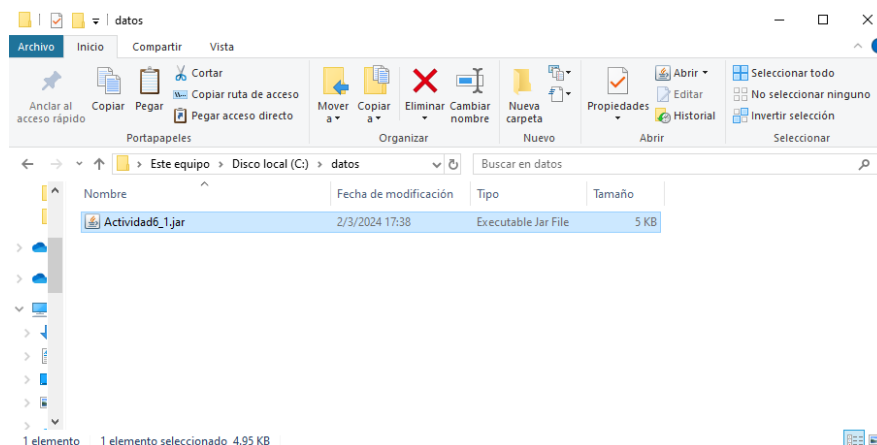 datos
Archivo Inicio Compartir Vista
Anclar al acceso rápido
Copiar
Pegar
Cortar
Copiar ruta de acceso
Pegar acceso directo
Portapapeles
Mover a
Copiar a
Eliminar
Cambiar nombre
Organizar
Nueva carpeta
Nuevo
Propiedades
Abrir
Editar
Historial
Abrir
Seleccionar todo
No seleccionar ninguno
Invertir selección
Seleccionar
Este equipo > Disco local (C:) > datos
Buscar en datos
Nombre Fecha de modificación Tipo Tamaño
Actividad6_1.jar 2/3/2024 17:38 Executable Jar File 5 KB
1 elemento 1 elemento seleccionado 4,95 KB